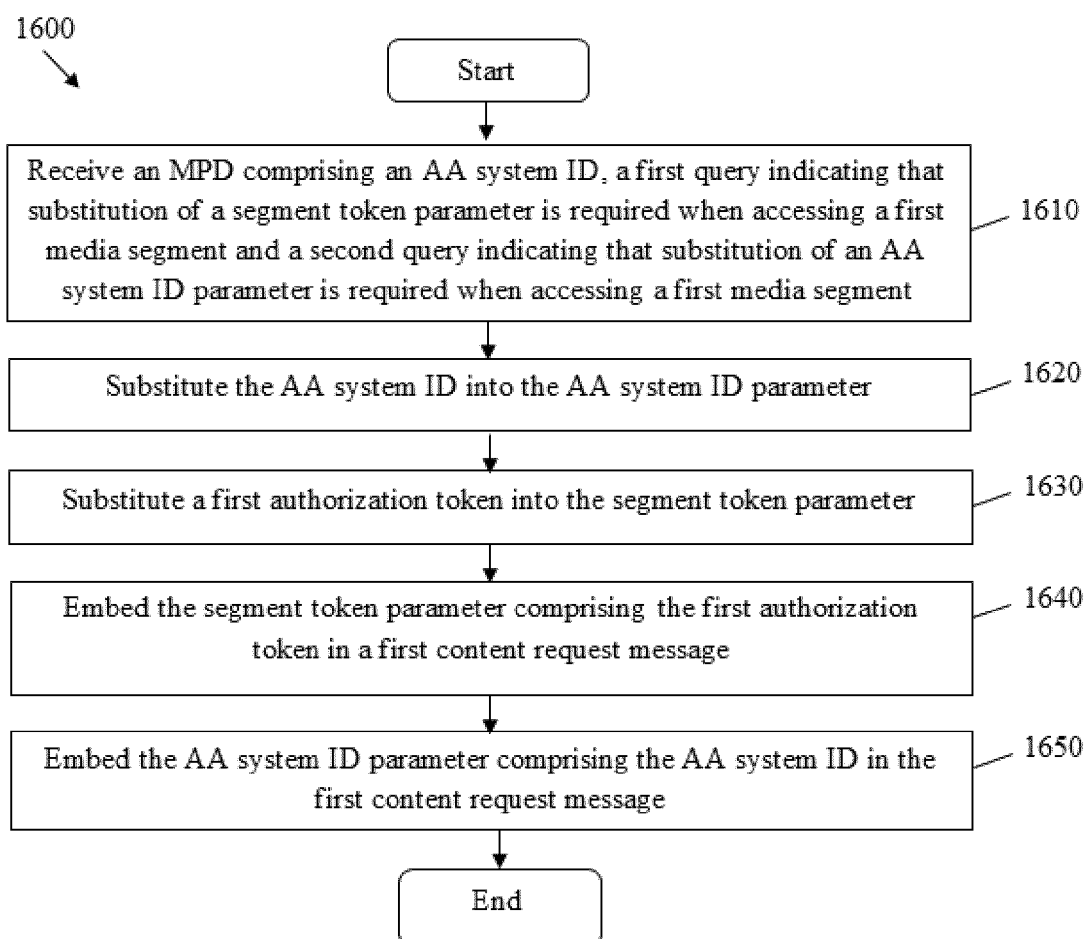 1600
Start
Receive an MPD comprising an AA system ID, a first query indicating that
substitution of a segment token parameter is required when accessing a first
media segment and a second query indicating that substitution of an AA
system ID parameter is required when accessing a first media segment
1610
Substitute the AA system ID into the AA system ID parameter
1620
Substitute a first authorization token into the segment token parameter
1630
Embed the segment token parameter comprising the first authorization
token in a first content request message
1640
Embed the AA system ID parameter comprising the AA system ID in the
first content request message
1650
End